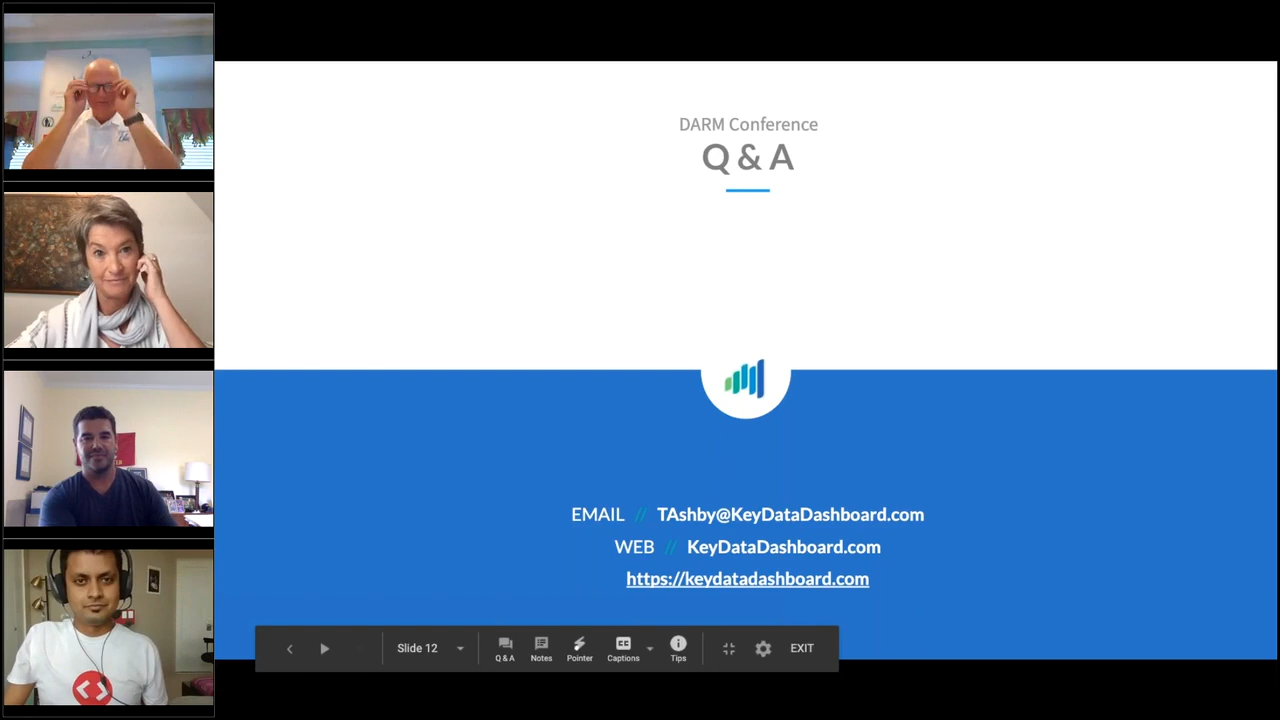 DARM Conference
Q & A
EMAIL // TAshby@KeyDataDashboard.com
WEB // KeyDataDashboard.com
https://keydatadashboard.com
Slide 12
Q & A
Notes
Pointer
CC
Captions
Tips
EXIT